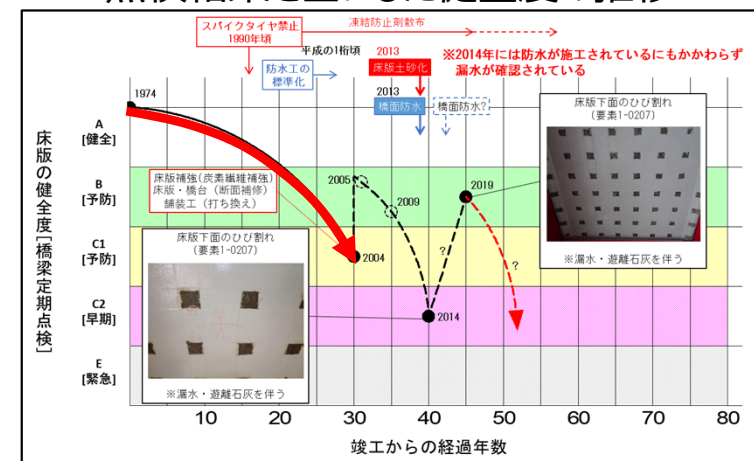 スパイクタイヤ禁止
1990年頃
凍結防止剤散布
平成の1桁頃
2013
床版土砂化
※2014年には防水が施工されているにもかかわらず
漏水が確認されている
防水工の
標準化
2013
橋面防水
橋面防水?
1974
床版下面のひび割れ
(要素1-0207)
※漏水・遊離石灰を伴う
床版の健全度[橋梁定期点検]
A
[健全]
B
[予防]
C1
[予防]
C2
[早期]
E
[緊急]
床版補強(炭素繊維補強)
床版・橋台(断面補修)
舗装工(打ち換え)
2005
2009
2019
2004
?
?
2014
床版下面のひび割れ
(要素1-0207)
※漏水・遊離石灰を伴う
10 20 30 40 50 60 70 80
竣工からの経過年数